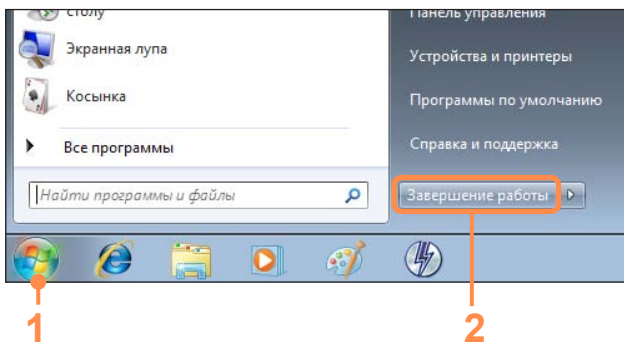 столу
Экранная лупа
Косынка
Все программы
Найти программы и файлы
Панель управления
Устройства и принтеры
Программы по умолчанию
Справка и поддержка
Завершение работы
1
2